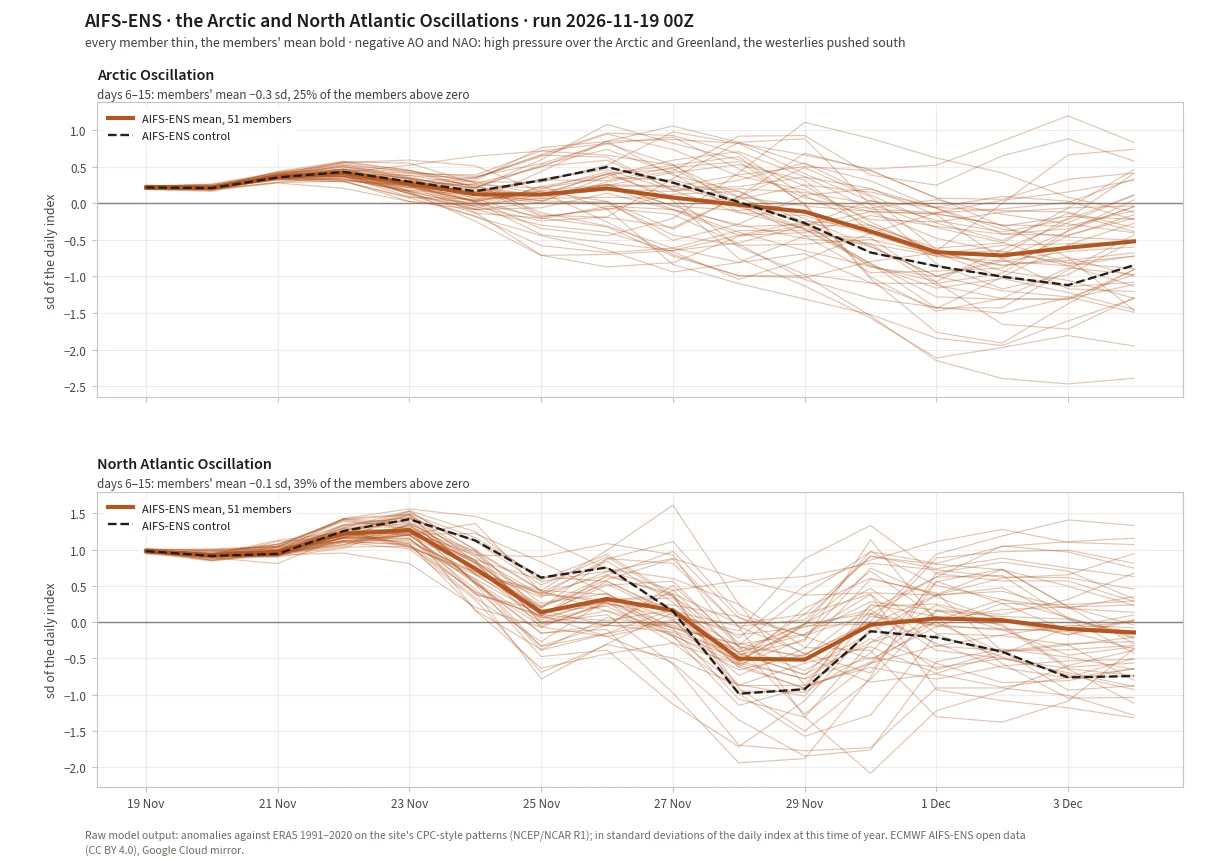 AIFS-ENS · the Arctic and North Atlantic Oscillations · run 2026-11-19 00Z
every member thin, the members' mean bold · negative AO and NAO: high pressure over the Arctic and Greenland, the westerlies pushed south
Arctic Oscillation
days 6–15: members' mean −0.3 sd, 25% of the members above zero
AIFS-ENS mean, 51 members
AIFS-ENS control
1.0
0.5
0.0
−0.5
−1.0
−1.5
−2.0
−2.5
sd of the daily index
North Atlantic Oscillation
days 6–15: members' mean −0.1 sd, 39% of the members above zero
AIFS-ENS mean, 51 members
AIFS-ENS control
1.5
1.0
0.5
0.0
−0.5
−1.0
−1.5
−2.0
sd of the daily index
19 Nov 21 Nov 23 Nov 25 Nov 27 Nov 29 Nov 1 Dec 3 Dec
Raw model output: anomalies against ERA5 1991–2020 on the site's CPC-style patterns (NCEP/NCAR R1); in standard deviations of the daily index at this time of year. ECMWF AIFS-ENS open data
(CC BY 4.0), Google Cloud mirror.